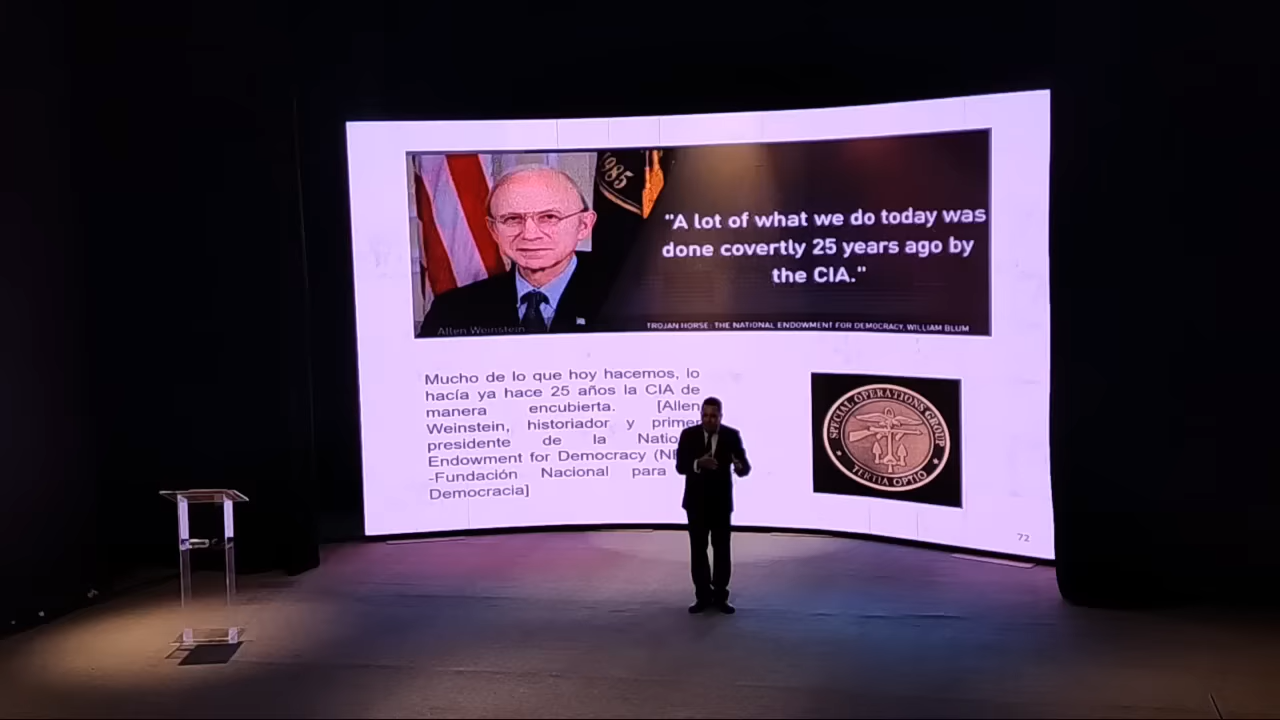 1985
"A lot of what we do today was
done covertly 25 years ago by
the CIA."
Allen Weinstein
TROJAN HORSE: THE NATIONAL ENDOWMENT FOR DEMOCRACY, WILLIAM BLUM
Mucho de lo que hoy hacemos, lo
hacía ya hace 25 años la CIA de
manera encubierta. [Allen
Weinstein, historiador y primer
presidente de la
Endowment for Democracy
-Fundación Nacional para
Democracia]
SPECIAL OPERATIONS GROUP
TERTIA OPTIO
72